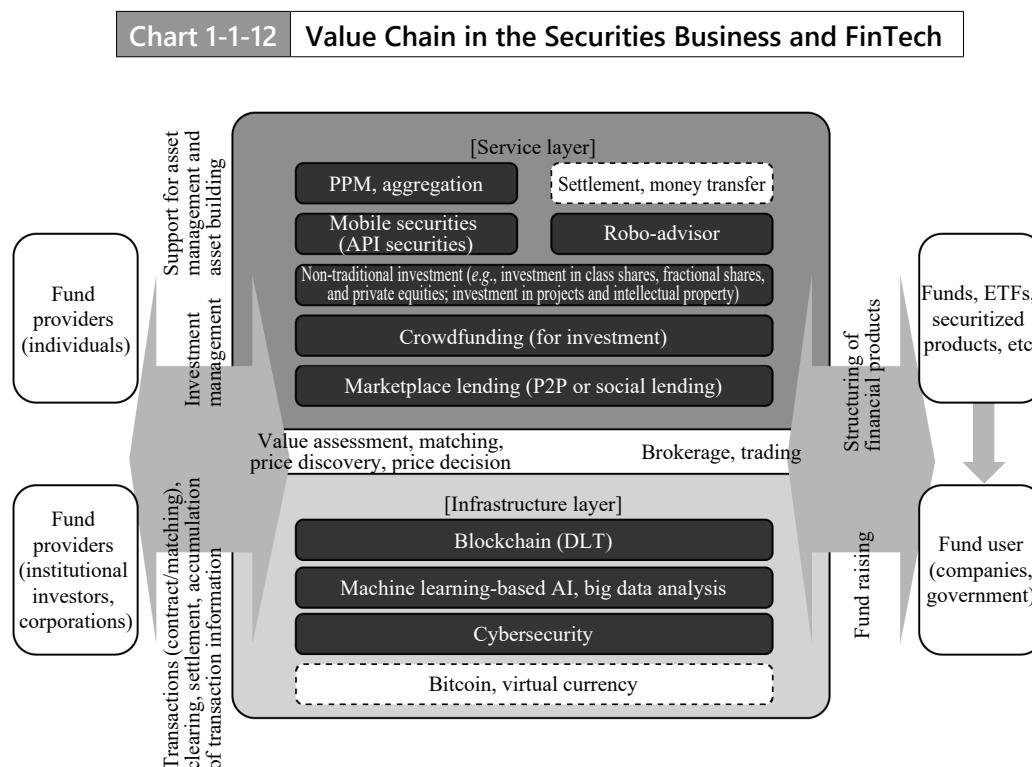 Chart 1-1-12 Value Chain in the Securities Business and FinTech
Support for asset
management and
asset building
Investment
management
Transactions (contract/matching),
clearing, settlement, accumulation
of transaction information
Fund
providers
(individuals)
Fund
providers
(institutional
investors,
corporations)
[Service layer]
PPM, aggregation
Settlement, money transfer
Mobile securities
(API securities)
Robo-advisor
Non-traditional investment (e.g., investment in class shares, fractional shares,
and private equities; investment in projects and intellectual property)
Crowdfunding (for investment)
Marketplace lending (P2P or social lending)
Value assessment, matching,
price discovery, price decision
Brokerage, trading
[Infrastructure layer]
Blockchain (DLT)
Machine learning-based AI, big data analysis
Cybersecurity
Bitcoin, virtual currency
Structuring of
financial products
Fund raising
Funds, ETFs,
securitized
products, etc
Fund user
(companies,
government)